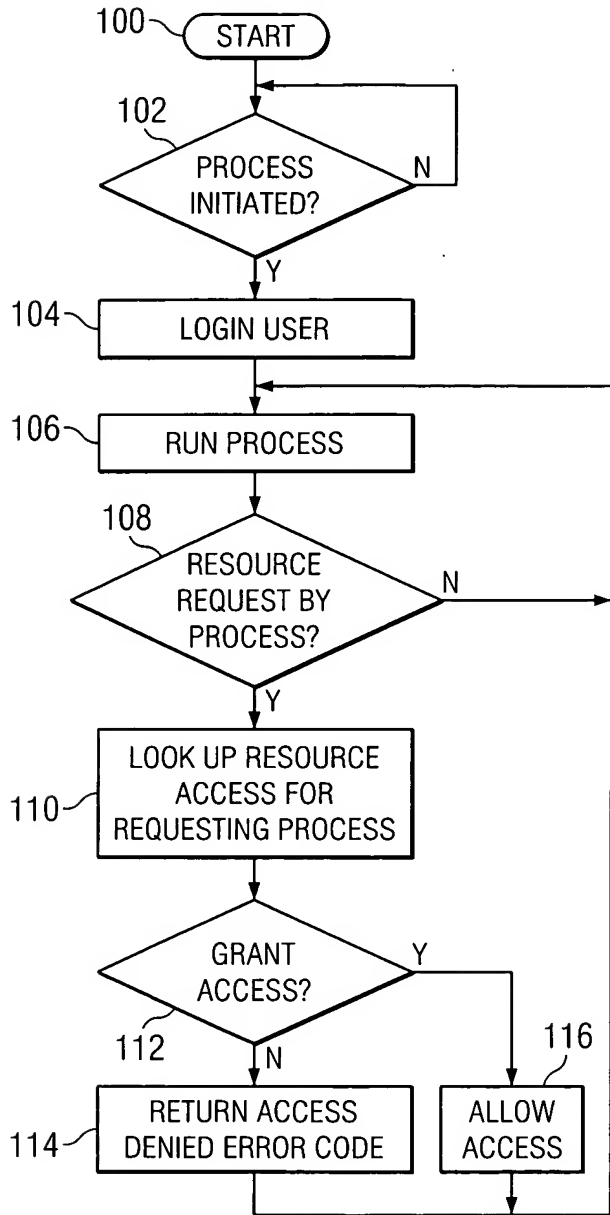 100
START
102
PROCESS
INITIATED?
N
Y
104
LOGIN USER
106
RUN PROCESS
108
RESOURCE
REQUEST BY
PROCESS?
N
Y
110
LOOK UP RESOURCE
ACCESS FOR
REQUESTING PROCESS
GRANT
ACCESS?
Y
112
N
116
114
RETURN ACCESS
DENIED ERROR CODE
ALLOW
ACCESS